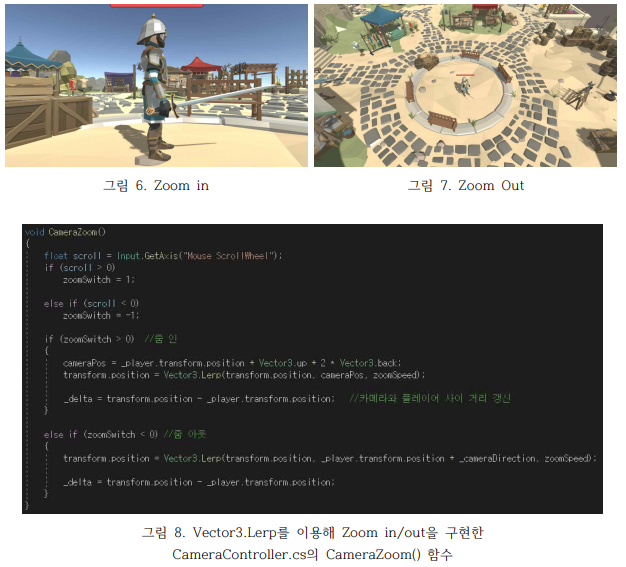 그림 6. Zoom in
그림 7. Zoom Out
void CameraZoom()
{
float scroll = Input.GetAxis("Mouse ScrollWheel");
if (scroll > 0)
zoomSwitch = 1;
else if (scroll < 0)
zoomSwitch = -1;
if (zoomSwitch > 0) //줌 인
{
cameraPos = _player.transform.position + Vector3.up + 2 * Vector3.back;
transform.position = Vector3.Lerp(transform.position, cameraPos, zoomSpeed);
_delta = transform.position - _player.transform.position; //카메라와 플레이어 사이 거리 갱신
}
else if (zoomSwitch < 0) //줌 아웃
{
transform.position = Vector3.Lerp(transform.position, _player.transform.position + _cameraDirection, zoomSpeed);
_delta = transform.position - _player.transform.position;
}
}
그림 8. Vector3.Lerp를 이용해 Zoom in/out을 구현한
CameraController.cs의 CameraZoom() 함수